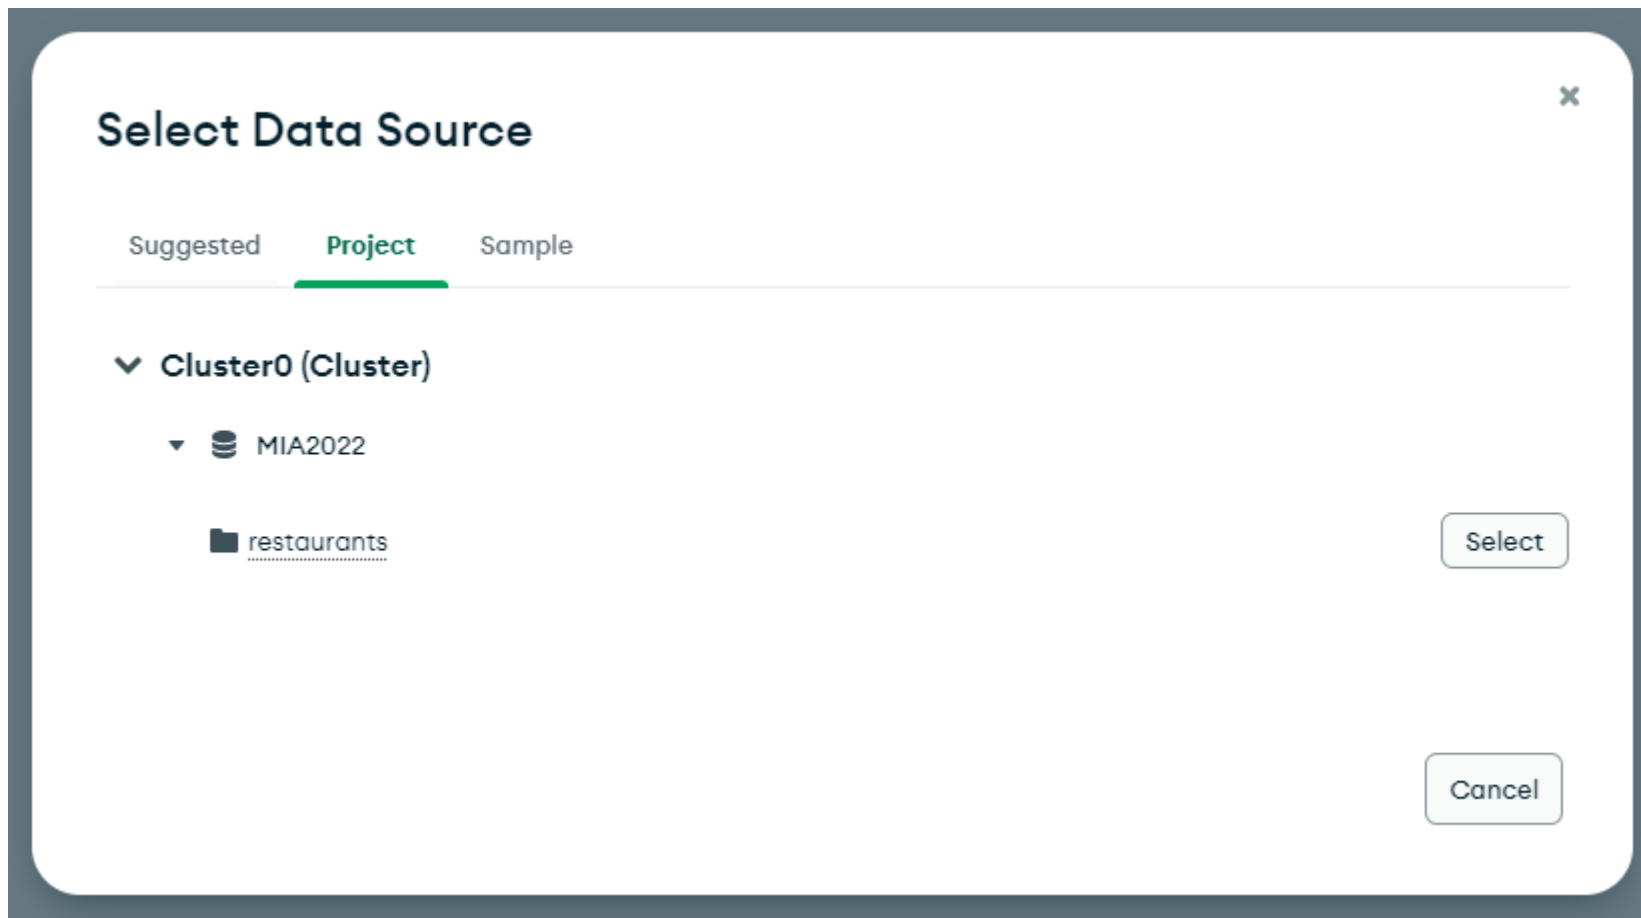 Select Data Source
Suggested Project Sample
Cluster0 (Cluster)
MIA2022
restaurants Select
Cancel